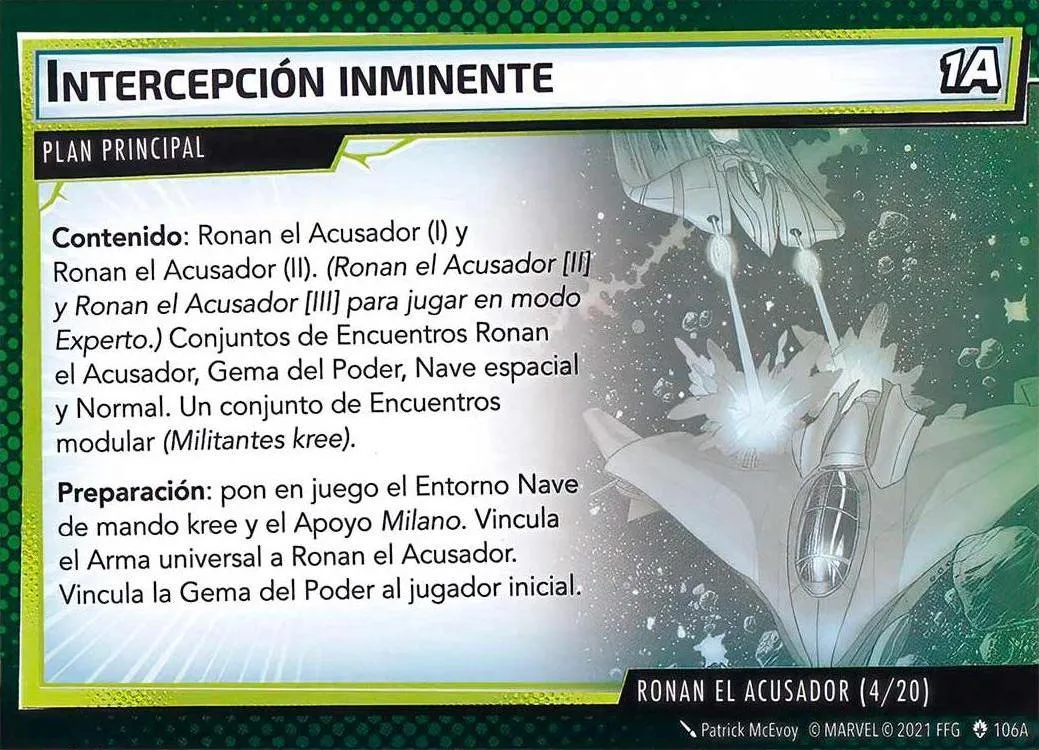 INTERCEPCIÓN INMINENTE
1A
PLAN PRINCIPAL
Contenido: Ronan el Acusador (I) y
Ronan el Acusador (II). (Ronan el Acusador [II]
y Ronan el Acusador [III] para jugar en modo
Experto.) Conjuntos de Encuentros Ronan
el Acusador, Gema del Poder, Nave espacial
y Normal. Un conjunto de Encuentros
modular (Militantes kree).
Preparación: pon en juego el Entorno Nave
de mando kree y el Apoyo Milano. Vincula
el Arma universal a Ronan el Acusador.
Vincula la Gema del Poder al jugador inicial.
RONAN EL ACUSADOR (4/20)
Patrick McEvoy © MARVEL © 2021 FFG 106A